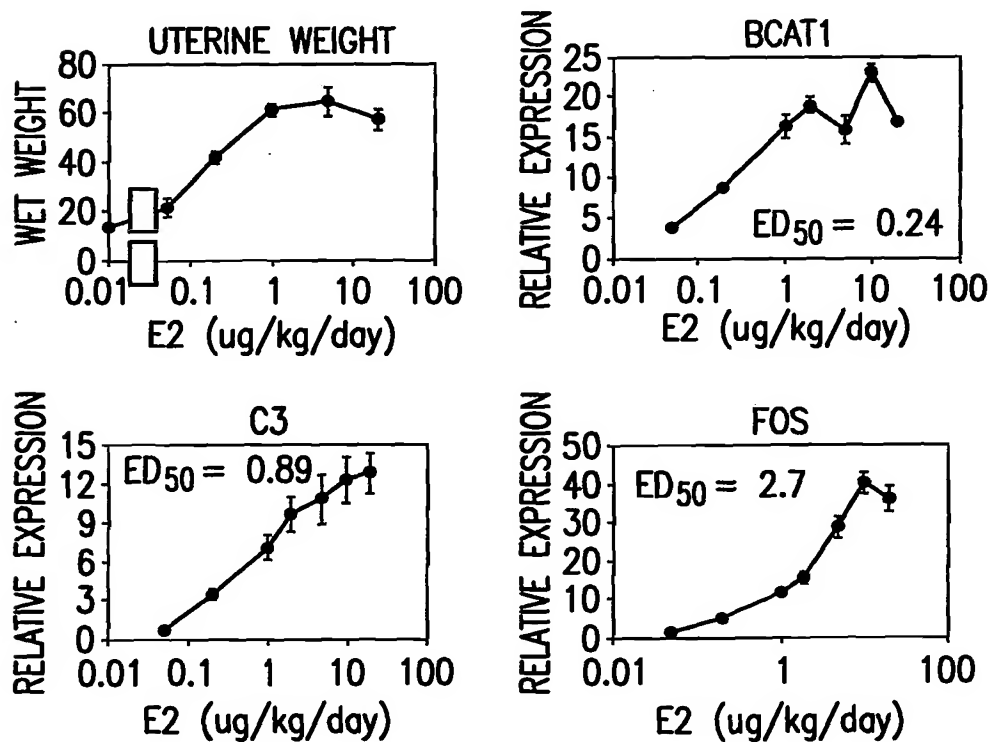 UTERINE WEIGHT
WET WEIGHT
80
60
40
20
0
0.01 0.1 1 10 100
E2 (ug/kg/day)
BCAT1
RELATIVE EXPRESSION
25
20
15
10
5
0
ED50 = 0.24
0.01 0.1 1 10 100
E2 (ug/kg/day)
C3
RELATIVE EXPRESSION
15
12
9
6
3
0
ED50 = 0.89
0.01 0.1 1 10 100
E2 (ug/kg/day)
FOS
RELATIVE EXPRESSION
50
40
30
20
10
0
ED50 = 2.7
0.01 1 100
E2 (ug/kg/day)